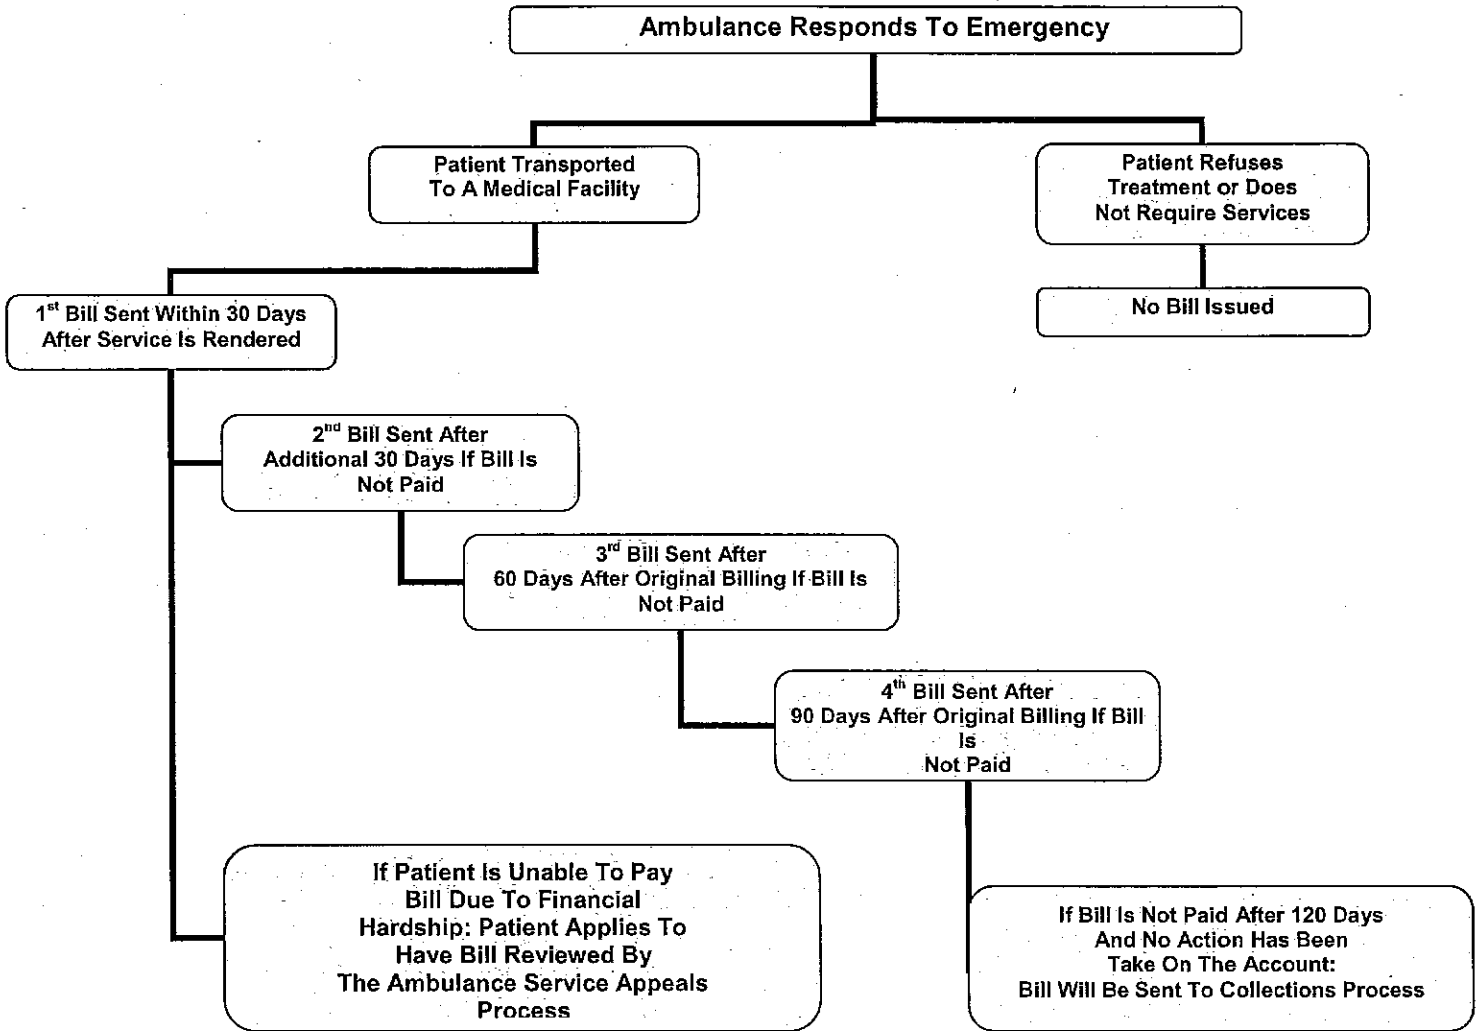 Ambulance Responds To Emergency
Patient Transported
To A Medical Facility
Patient Refuses
Treatment or Does
Not Require Services
1st Bill Sent Within 30 Days
After Service Is Rendered
No Bill Issued
2nd Bill Sent After
Additional 30 Days If Bill Is
Not Paid
3rd Bill Sent After
60 Days After Original Billing If Bill Is
Not Paid
4th Bill Sent After
90 Days After Original Billing If Bill
Is
Not Paid
If Patient Is Unable To Pay
Bill Due To Financial
Hardship: Patient Applies To
Have Bill Reviewed By
The Ambulance Service Appeals
Process
If Bill Is Not Paid After 120 Days
And No Action Has Been
Take On The Account:
Bill Will Be Sent To Collections Process